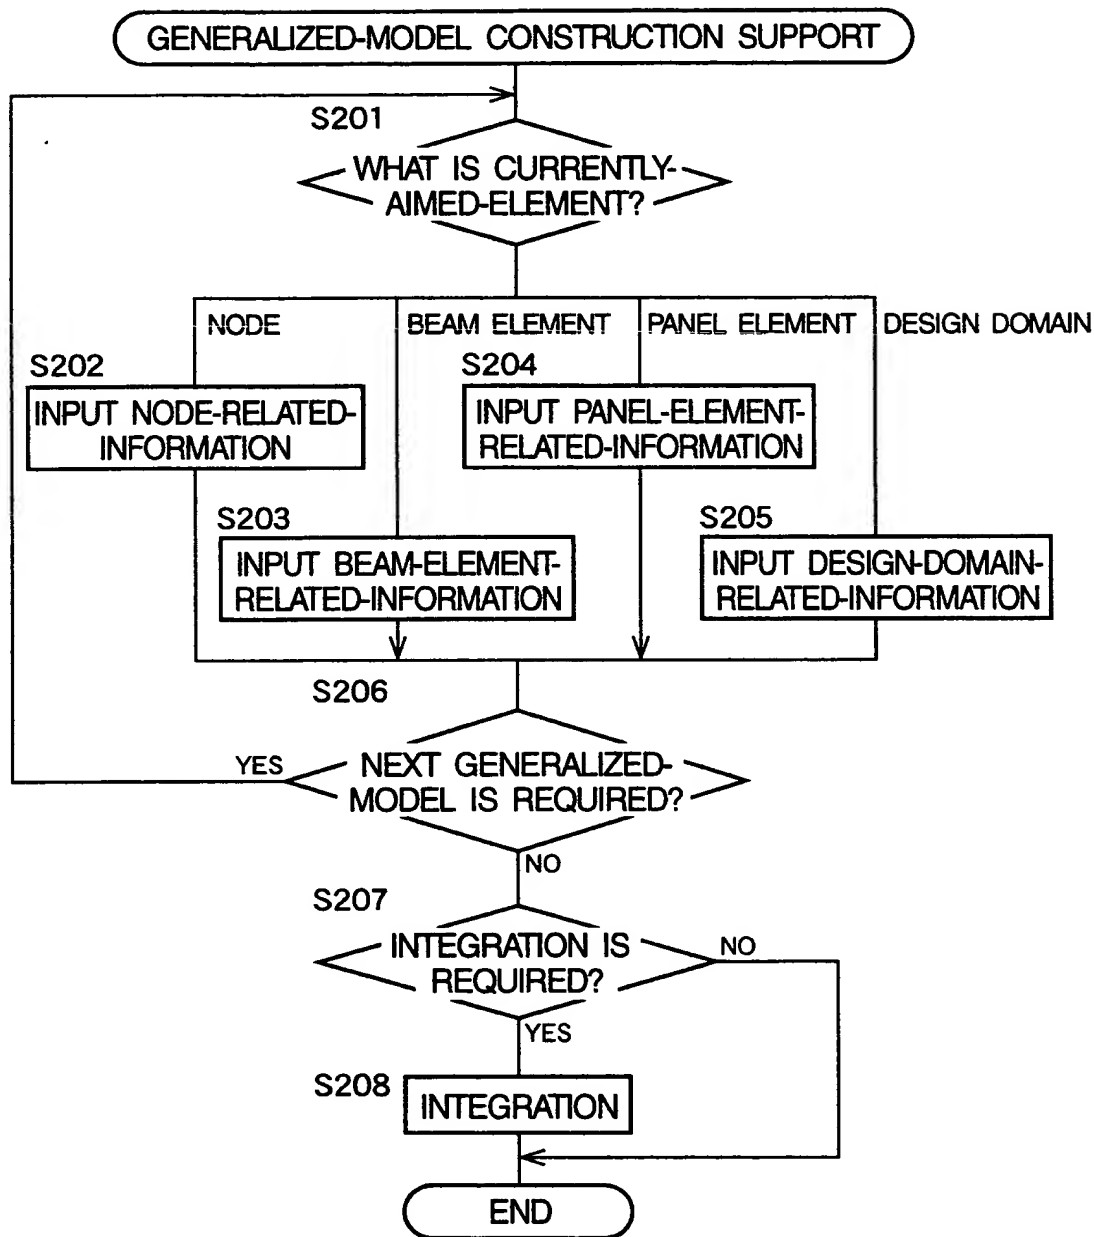 GENERALIZED-MODEL CONSTRUCTION SUPPORT
S201
WHAT IS CURRENTLY-
AIMED-ELEMENT?
NODE
BEAM ELEMENT
PANEL ELEMENT
DESIGN DOMAIN
S202
INPUT NODE-RELATED-
INFORMATION
S204
INPUT PANEL-ELEMENT-
RELATED-INFORMATION
S203
INPUT BEAM-ELEMENT-
RELATED-INFORMATION
S205
INPUT DESIGN-DOMAIN-
RELATED-INFORMATION
S206
YES
NEXT GENERALIZED-
MODEL IS REQUIRED?
NO
S207
INTEGRATION IS
REQUIRED?
NO
YES
S208
INTEGRATION
END